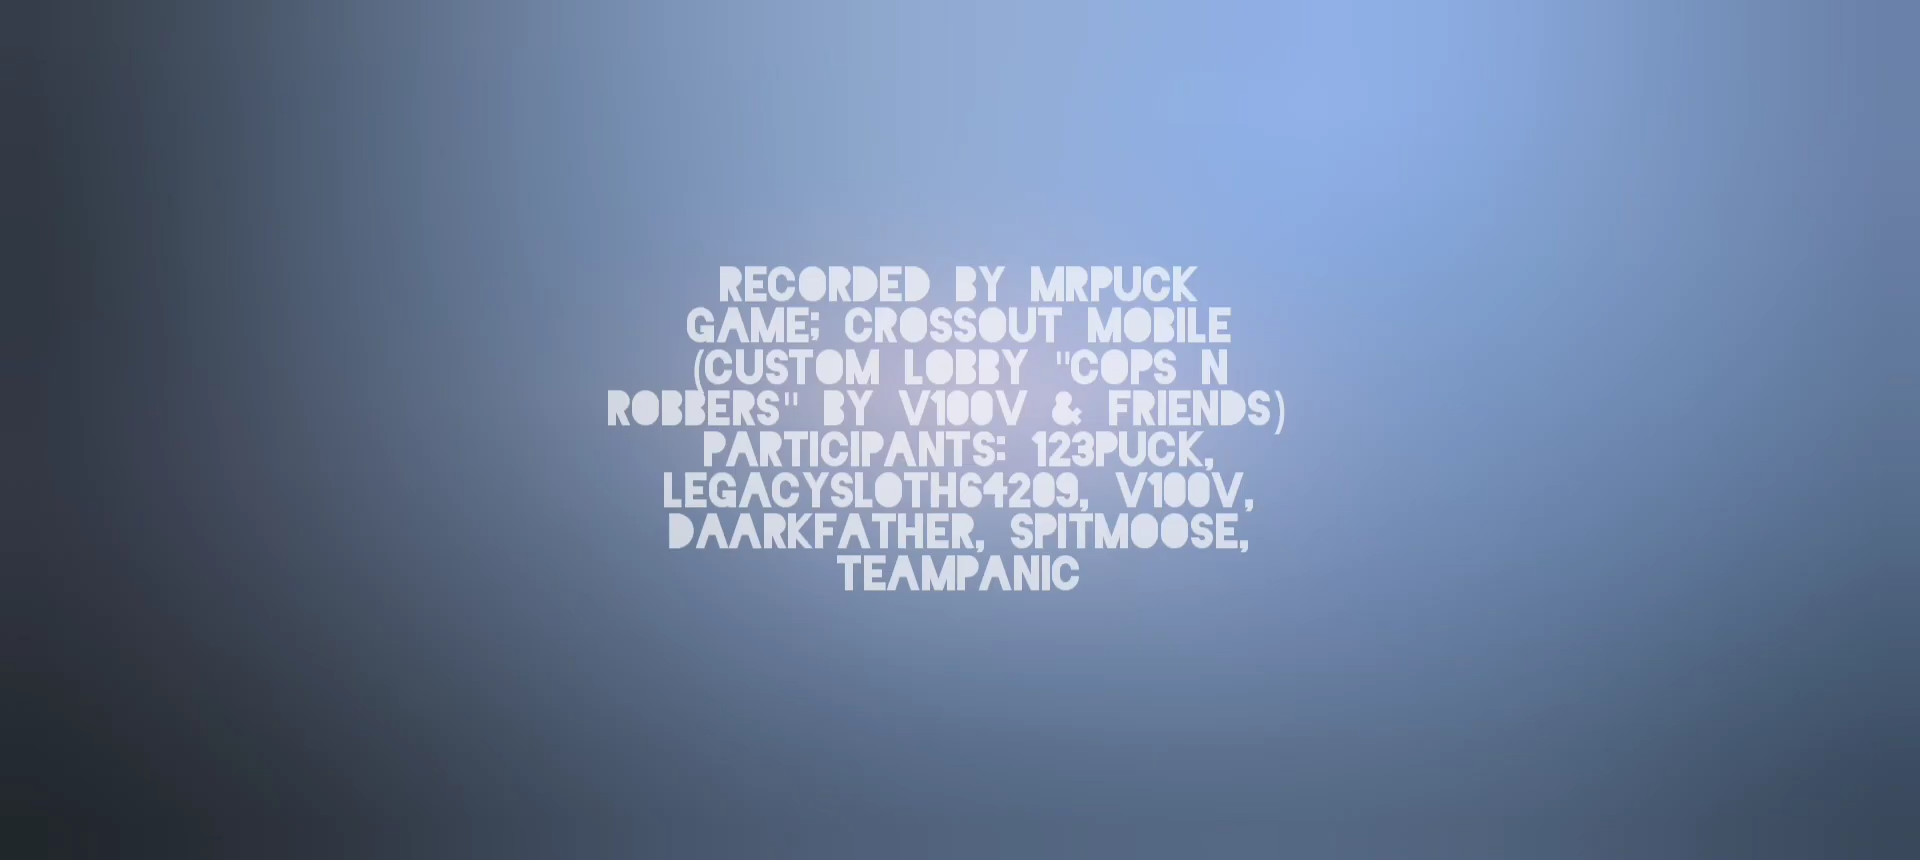 RECORDED BY MRPUCK
GAME; CROSSOUT MOBILE
(CUSTOM LOBBY "COPS N
ROBBERS" BY V100V & FRIENDS)
PARTICIPANTS: 123PUCK,
LEGACYSLOTH64209, V100V,
DAARKFATHER, SPITMOOSE,
TEAMPANIC